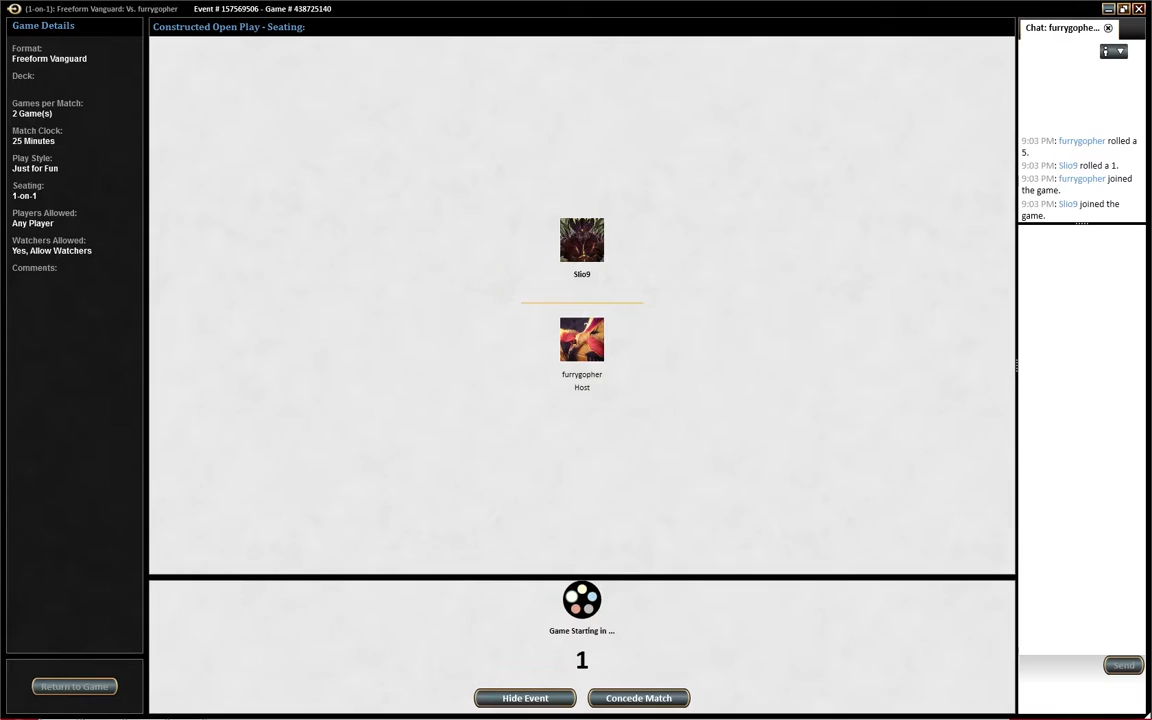 (1-on-1): Freeform Vanguard: Vs. furrygopher
Event # 157569506 - Game # 438725140
Game Details
Format:
Freeform Vanguard
Deck:
Games per Match:
2 Game(s)
Match Clock:
25 Minutes
Play Style:
Just for Fun
Seating:
1-on-1
Players Allowed:
Any Player
Watchers Allowed:
Yes, Allow Watchers
Comments:
Return to Game
Constructed Open Play - Seating:
Slio9
furrygopher
Host
Game Starting in ...
1
Hide Event
Concede Match
Chat: furrygophe...
9:03 PM: furrygopher rolled a
5.
9:03 PM: Slio9 rolled a 1.
9:03 PM: furrygopher joined
the game.
9:03 PM: Slio9 joined the
game.
Send